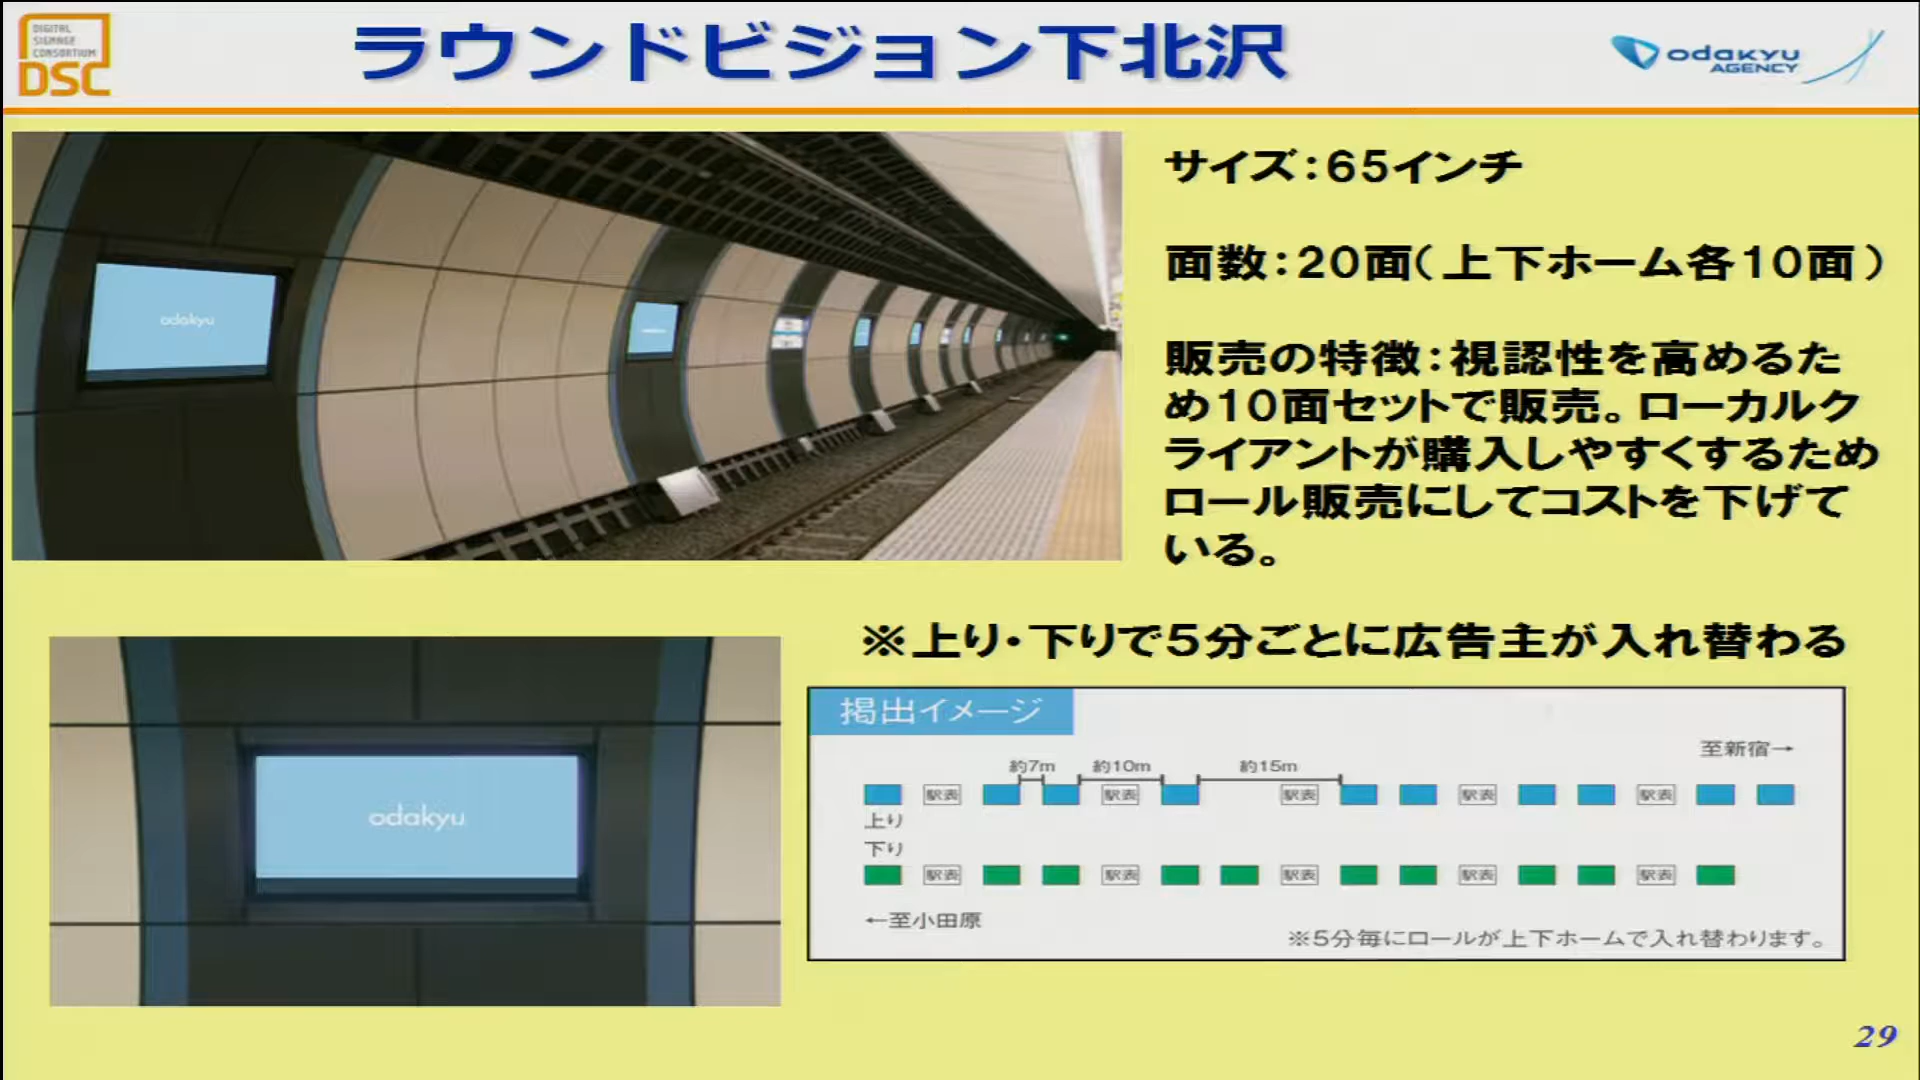 DIGITAL
SIGNAGE
CONSORTIUM
DSC
ラウンドビジョン下北沢
odakyu
AGENCY
odakyu
サイズ：65インチ
面数：20面（上下ホーム各10面）
販売の特徴：視認性を高めるた
め10面セットで販売。ローカルク
ライアントが購入しやすくするため
ロール販売にしてコストを下げて
いる。
※上り・下りで5分ごとに広告主が入れ替わる
odakyu
掲出イメージ
至新宿→
約7m 約10m 約15m
駅表 駅表 駅表 駅表 駅表
上り
下り
駅表 駅表 駅表 駅表 駅表
←至小田原
※5分毎にロールが上下ホームで入れ替わります。
29